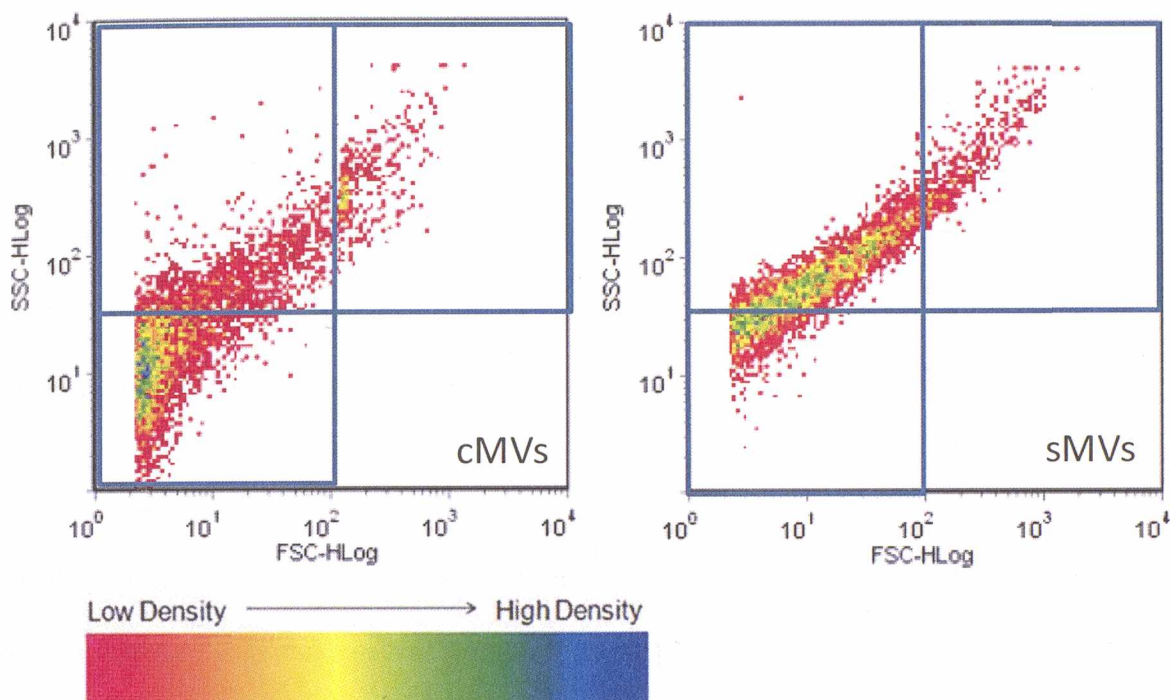 10⁴
10³
10²
10¹
SSC-HLog
cMVs
10⁰ 10¹ 10² 10³ 10⁴
FSC-HLog
10⁴
10³
10²
10¹
SSC-HLog
sMVs
10⁰ 10¹ 10² 10³ 10⁴
FSC-HLog
Low Density High Density